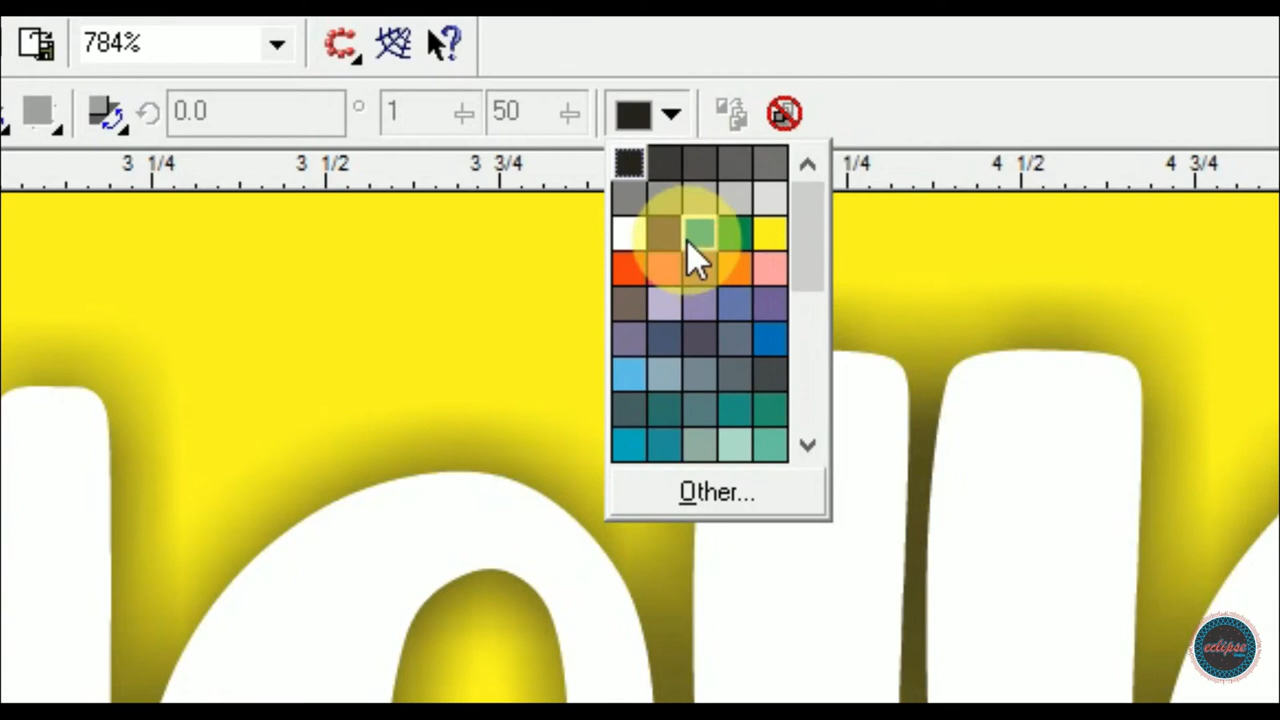 784%
0.0 ° 1 50
3 1/4 3 1/2 3 3/4 1/4 4 1/2 4 3/4
Other...
eclipse